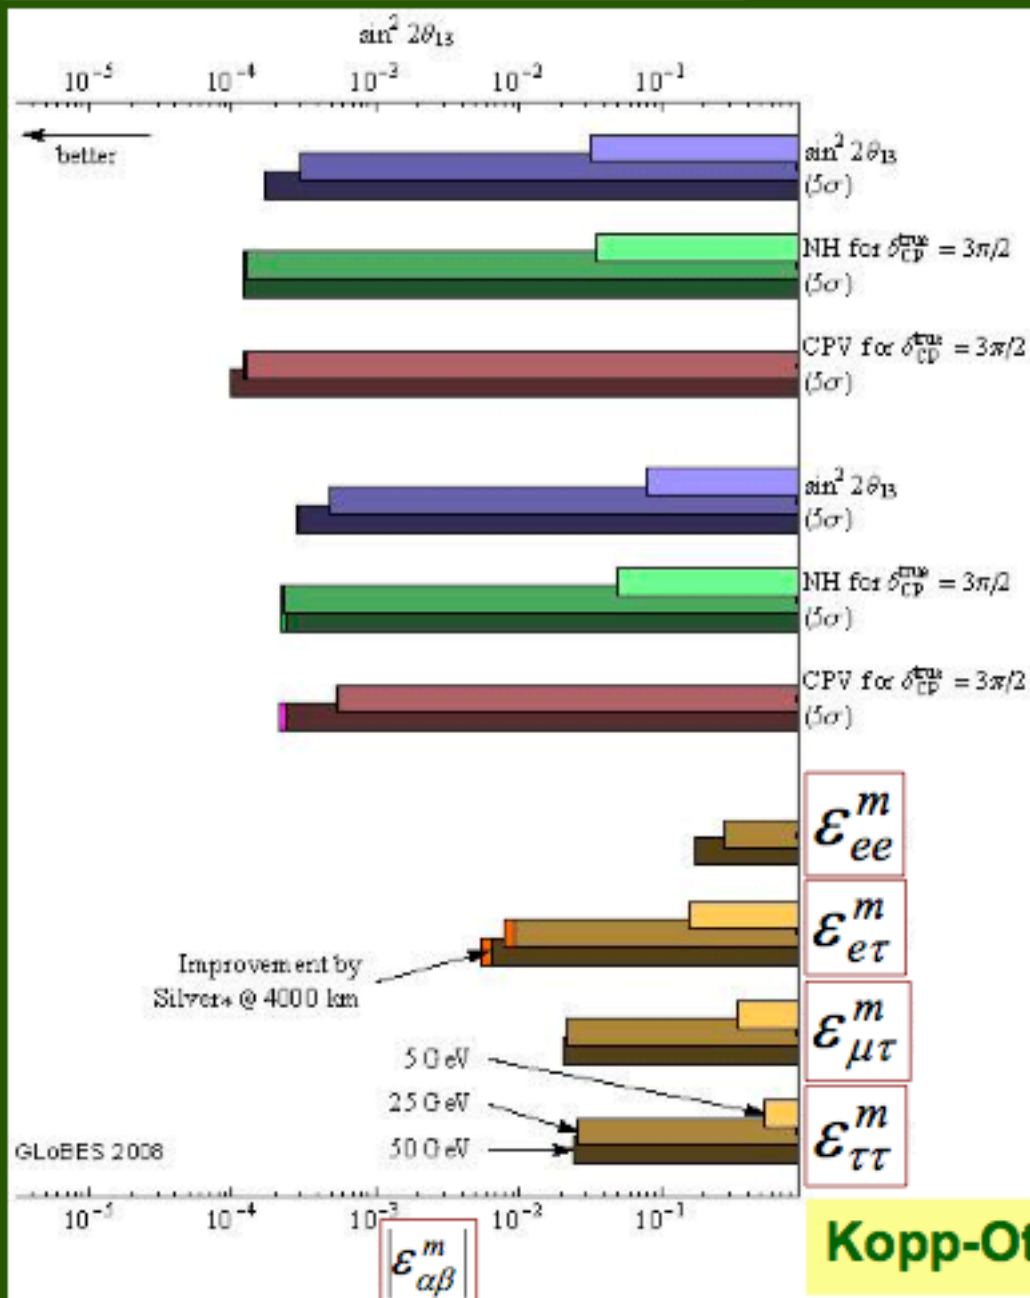 sin² 2θ₁₃
10⁻⁵ 10⁻⁴ 10⁻³ 10⁻² 10⁻¹
better
sin² 2θ₁₃
(5σ)
NH for δ_CP^true = 3π/2
(5σ)
CPV for δ_CP^true = 3π/2
(5σ)
sin² 2θ₁₃
(5σ)
NH for δ_CP^true = 3π/2
(5σ)
CPV for δ_CP^true = 3π/2
(5σ)
ε_ee^m
ε_eτ^m
Improvement by
Silver* @ 4000 km
ε_μτ^m
5 GeV
25 GeV
ε_ττ^m
50 GeV
GLoBES 2008
10⁻⁵ 10⁻⁴ 10⁻³ 10⁻² 10⁻¹
|ε_αβ^m|
Kopp-Ot